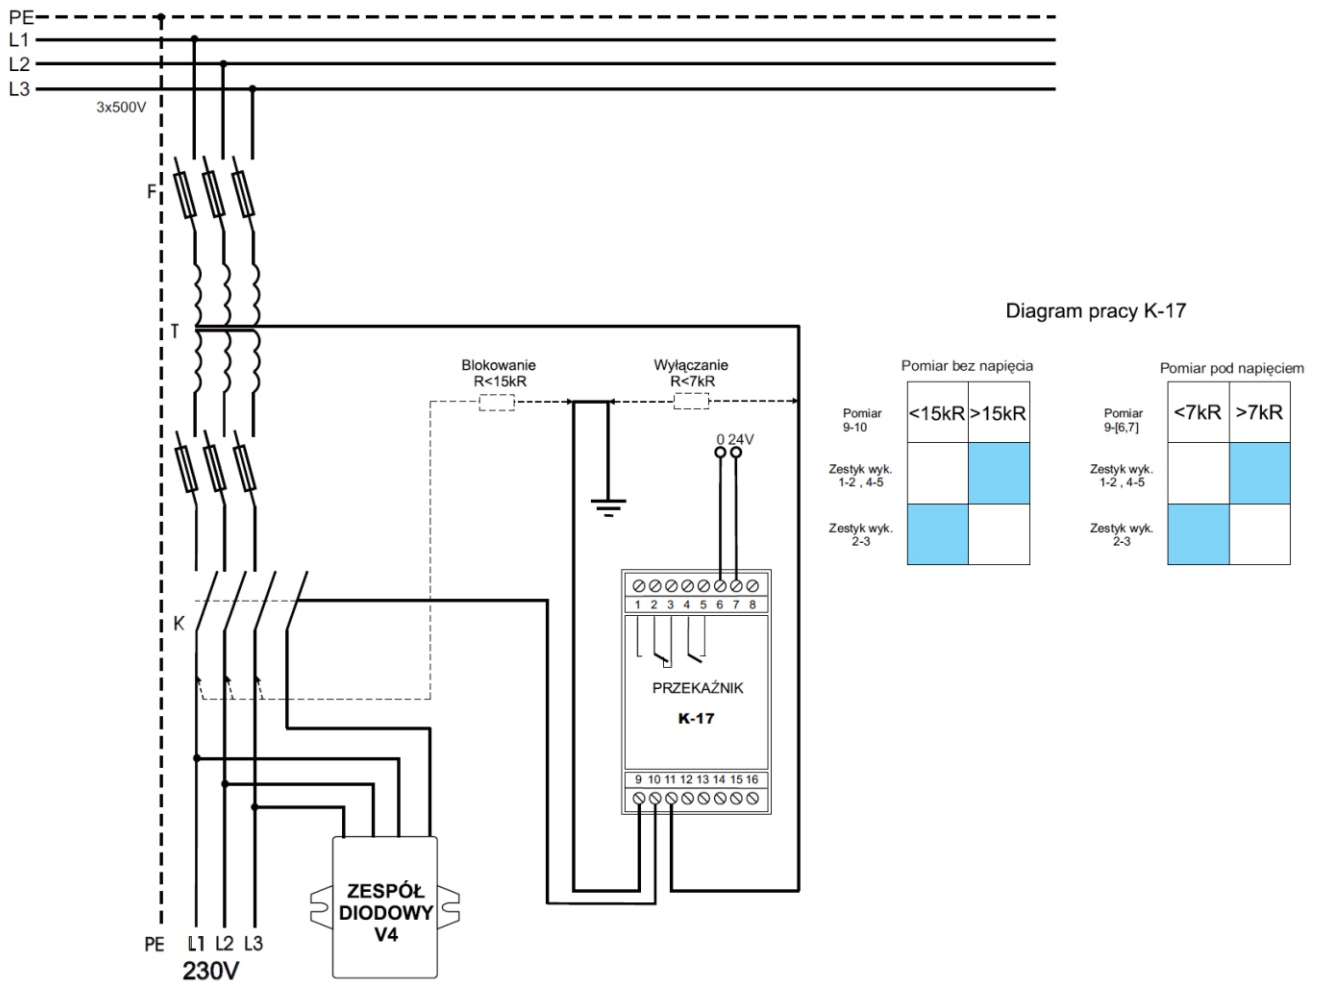 PE
L1
L2
L3
3x500V
F
T
Blokowanie
R<15kR
Wyłączanie
R<7kR
0 24V
K
1 2 3 4 5 6 7 8
PRZEKAŹNIK
K-17
9 10 11 12 13 14 15 16
ZESPÓŁ
DIODOWY
V4
PE L1 L2 L3
230V
Diagram pracy K-17
Pomiar bez napięcia
Pomiar
9-10
<15kR >15kR
Zestyk wyk.
1-2 , 4-5
Zestyk wyk.
2-3
Pomiar pod napięciem
Pomiar
9-[6,7]
<7kR >7kR
Zestyk wyk.
1-2 , 4-5
Zestyk wyk.
2-3